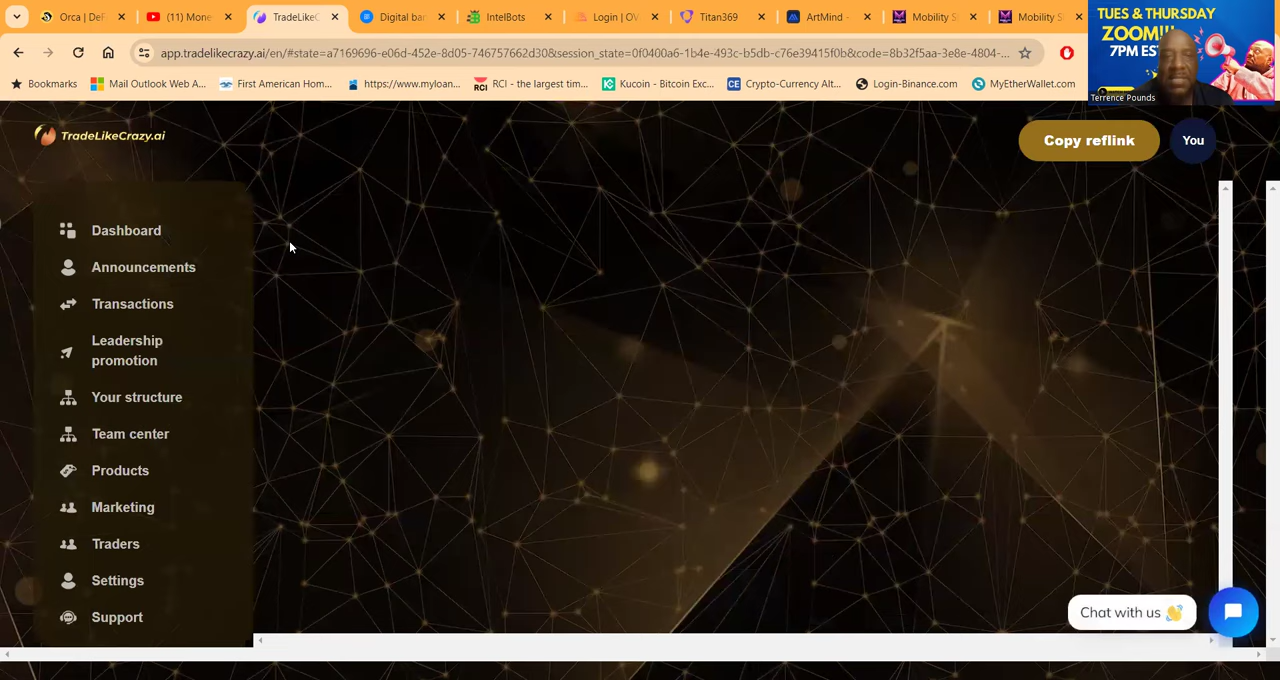 Orca | DeF
(11) Mone
TradeLikeC
Digital bar
IntelBots
Login | OV
Titan369
ArtMind -
Mobility S
Mobility S
app.tradelikecrazy.ai/en/#state=a7169696-e06d-452e-8d05-746757662d30&session_state=0f0400a6-1b4e-493c-b5db-c76e39415f0b&code=8b32f5aa-3e8e-4804-...
Bookmarks
Mail Outlook Web A...
First American Hom...
https://www.myloan...
RCI - the largest tim...
Kucoin - Bitcoin Exc...
Crypto-Currency Alt...
Login-Binance.com
MyEtherWallet.com
TUES & THURSDAY
ZOOM!!!
7PM EST
Terrence Pounds
TradeLikeCrazy.ai
Copy reflink
You
Dashboard
Announcements
Transactions
Leadership
promotion
Your structure
Team center
Products
Marketing
Traders
Settings
Support
Chat with us 👋